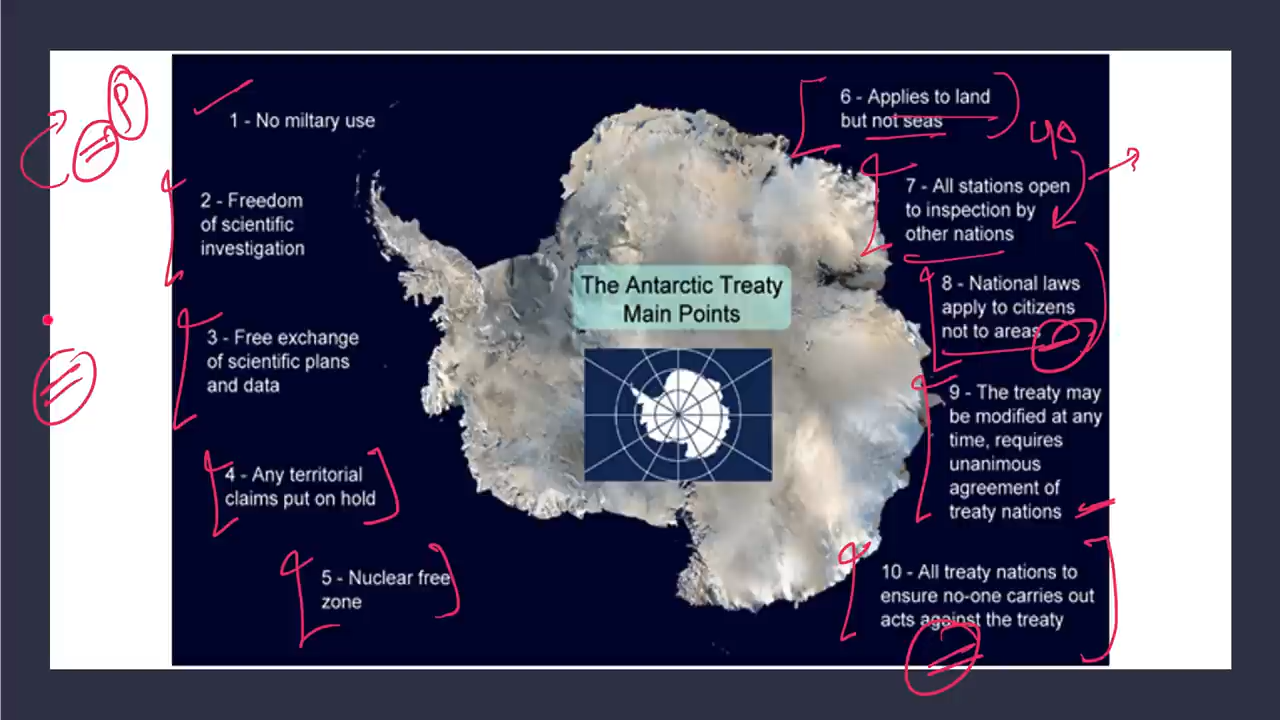 1 - No miltary use
2 - Freedom
of scientific
investigation
3 - Free exchange
of scientific plans
and data
4 - Any territorial
claims put on hold
5 - Nuclear free
zone
The Antarctic Treaty
Main Points
6 - Applies to land
but not seas
7 - All stations open
to inspection by
other nations
8 - National laws
apply to citizens
not to areas
9 - The treaty may
be modified at any
time, requires
unanimous
agreement of
treaty nations
10 - All treaty nations to
ensure no-one carries out
acts against the treaty